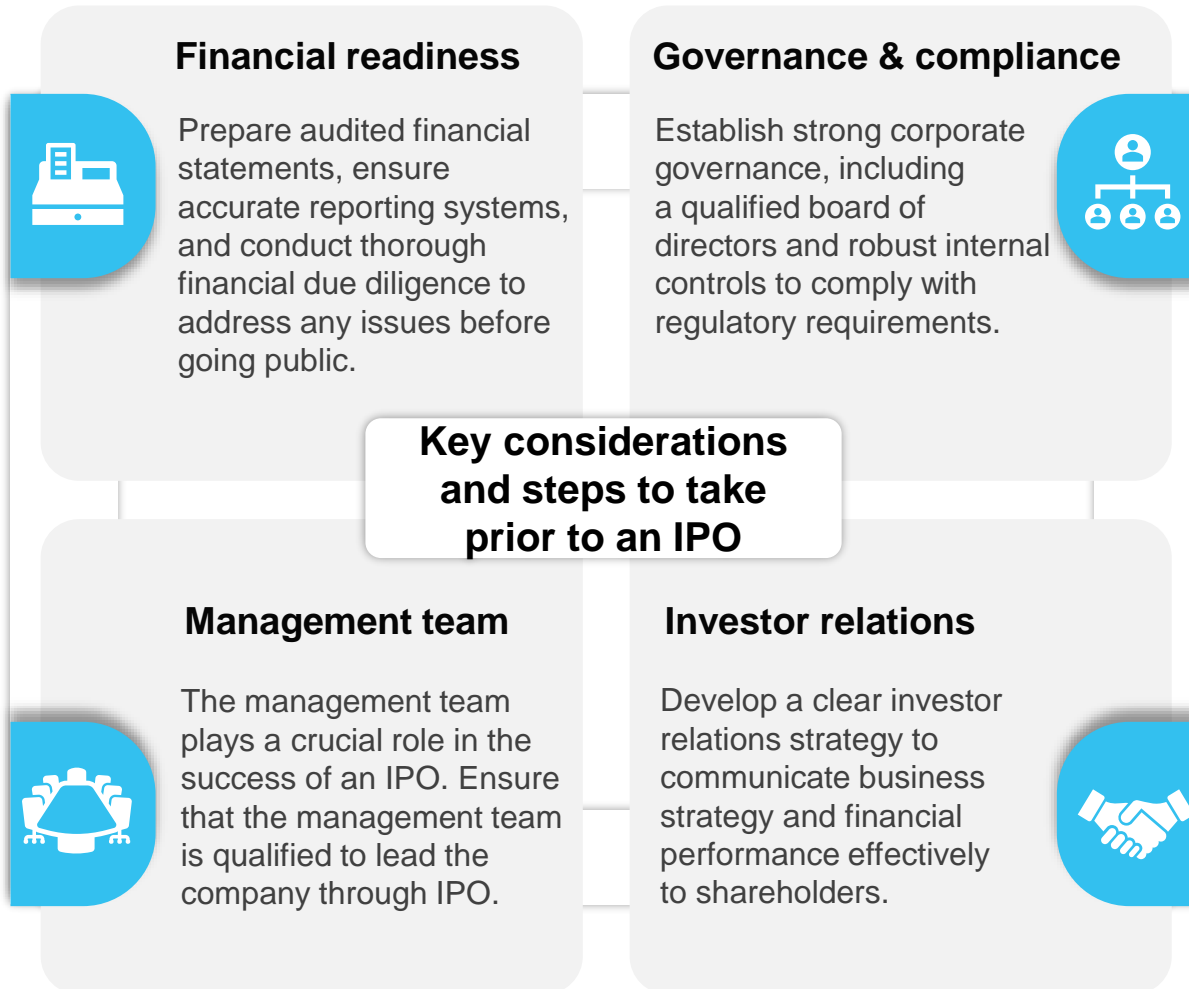 Financial readiness
Prepare audited financial
statements, ensure
accurate reporting systems,
and conduct thorough
financial due diligence to
address any issues before
going public.
Governance & compliance
Establish strong corporate
governance, including
a qualified board of
directors and robust internal
controls to comply with
regulatory requirements.
Key considerations
and steps to take
prior to an IPO
Management team
The management team
plays a crucial role in the
success of an IPO. Ensure
that the management team
is qualified to lead the
company through IPO.
Investor relations
Develop a clear investor
relations strategy to
communicate business
strategy and financial
performance effectively
to shareholders.